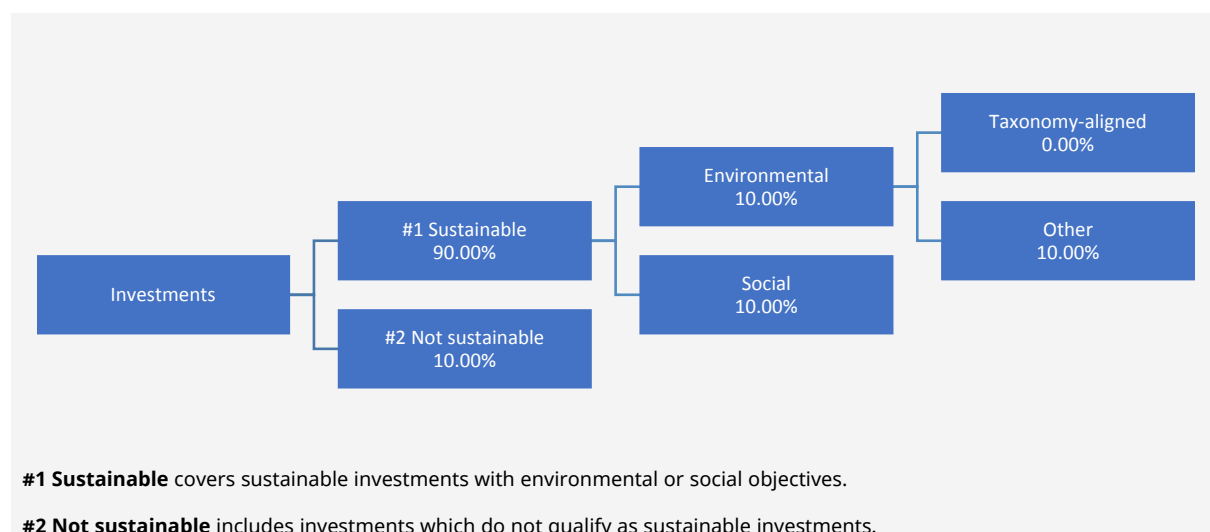 Taxonomy-aligned
0.00%
Environmental
10.00%
#1 Sustainable
90.00%
Other
10.00%
Investments
Social
10.00%
#2 Not sustainable
10.00%
#1 Sustainable covers sustainable investments with environmental or social objectives.
#2 Not sustainable includes investments which do not qualify as sustainable investments.